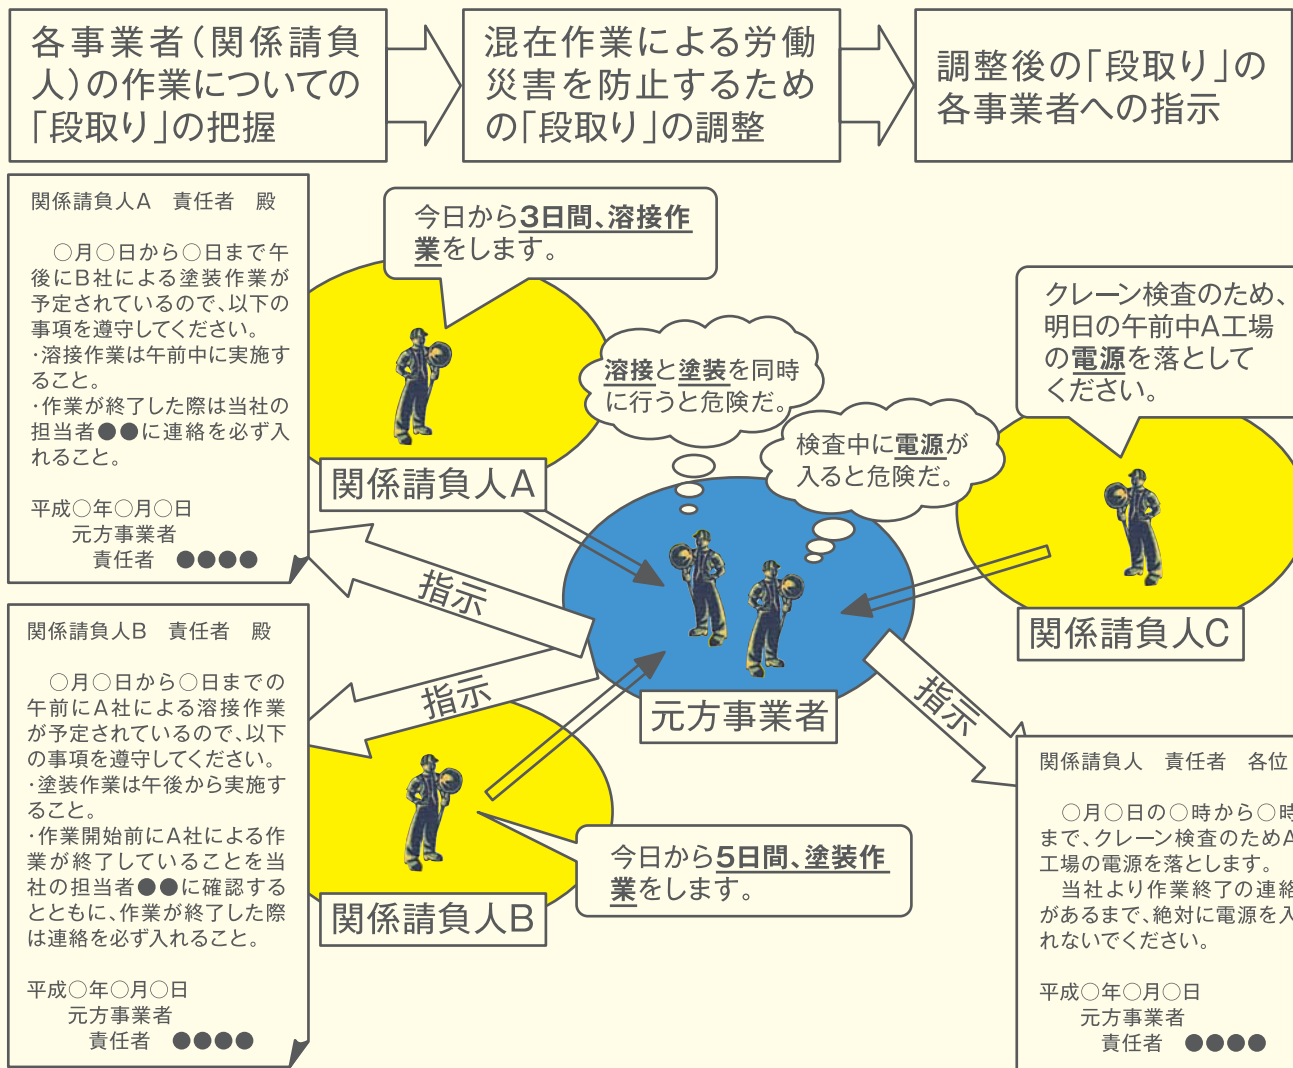 各事業者(関係請負
人)の作業についての
「段取り」の把握
混在作業による労働
災害を防止するため
の「段取り」の調整
調整後の「段取り」の
各事業者への指示
関係請負人A　責任者　殿
○月○日から○日まで午
後にB社による塗装作業が
予定されているので、以下の
事項を遵守してください。
・溶接作業は午前中に実施す
ること。
・作業が終了した際は当社の
担当者●●に連絡を必ず入
れること。
平成○年○月○日
元方事業者
責任者　●●●●
今日から3日間、溶接作
業をします。
関係請負人A
溶接と塗装を同時
に行うと危険だ。
検査中に電源が
入ると危険だ。
クレーン検査のため、
明日の午前中A工場
の電源を落として
ください。
関係請負人C
指示
指示
指示
元方事業者
関係請負人B　責任者　殿
○月○日から○日までの
午前にA社による溶接作業
が予定されているので、以下
の事項を遵守してください。
・塗装作業は午後から実施す
ること。
・作業開始前にA社による作
業が終了していることを当
社の担当者●●に確認する
とともに、作業が終了した際
は連絡を必ず入れること。
平成○年○月○日
元方事業者
責任者　●●●●
関係請負人B
今日から5日間、塗装作
業をします。
関係請負人　責任者　各位
○月○日の○時から○時
まで、クレーン検査のためA
工場の電源を落とします。
当社より作業終了の連絡
があるまで、絶対に電源を入
れないでください。
平成○年○月○日
元方事業者
責任者　●●●●